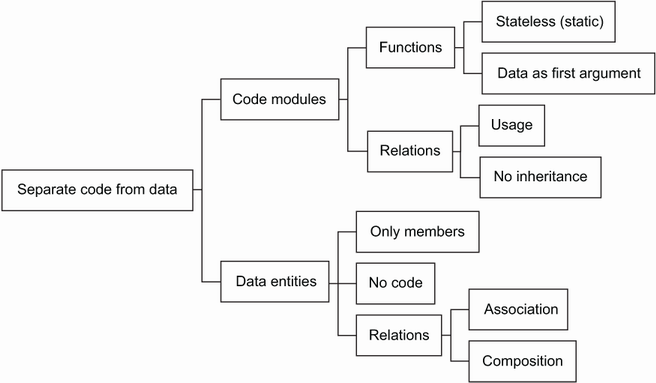 Separate code from data
Code modules
Functions
Stateless (static)
Data as first argument
Relations
Usage
No inheritance
Data entities
Only members
No code
Relations
Association
Composition